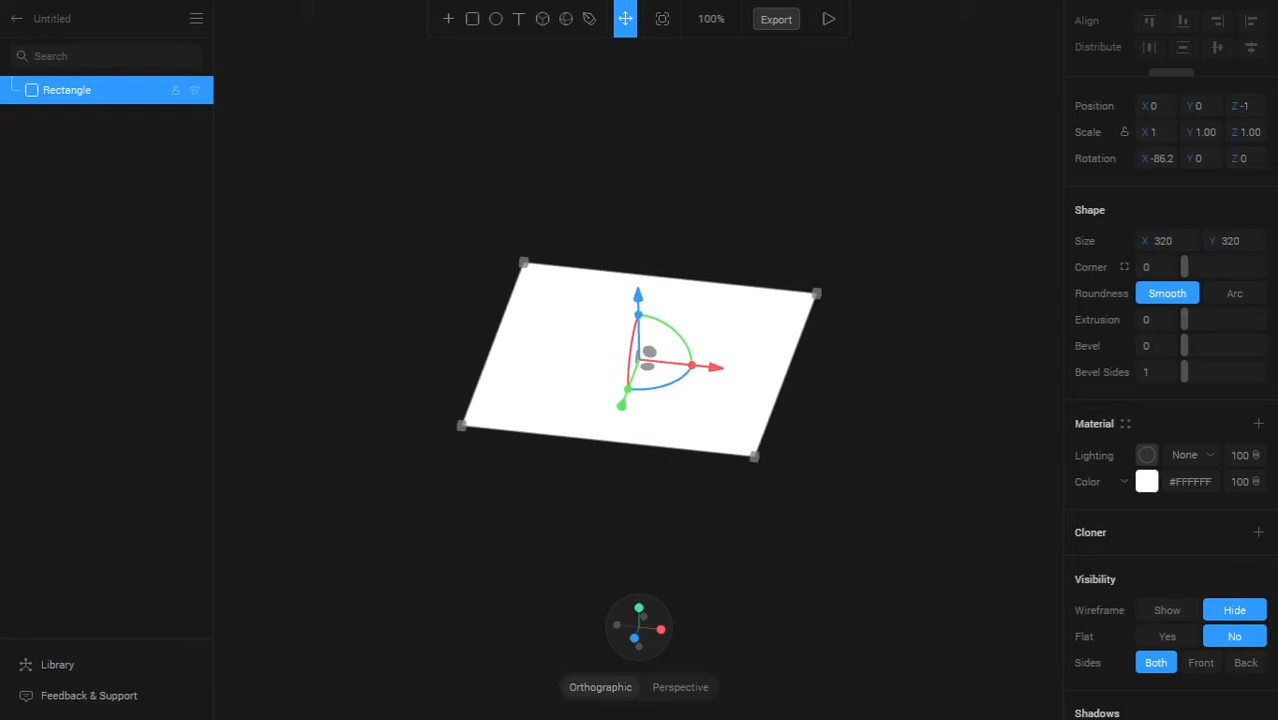 Untitled
100%
Export
Search
Rectangle
Library
Feedback & Support
Orthographic
Perspective
Align
Distribute
Position X 0 Y 0 Z -1
Scale X 1 Y 1.00 Z 1.00
Rotation X -86.2 Y 0 Z 0
Shape
Size X 320 Y 320
Corner 0
Roundness Smooth Arc
Extrusion 0
Bevel 0
Bevel Sides 1
Material
Lighting None 100
Color #FFFFFF 100
Cloner
Visibility
Wireframe Show Hide
Flat Yes No
Sides Both Front Back
Shadows